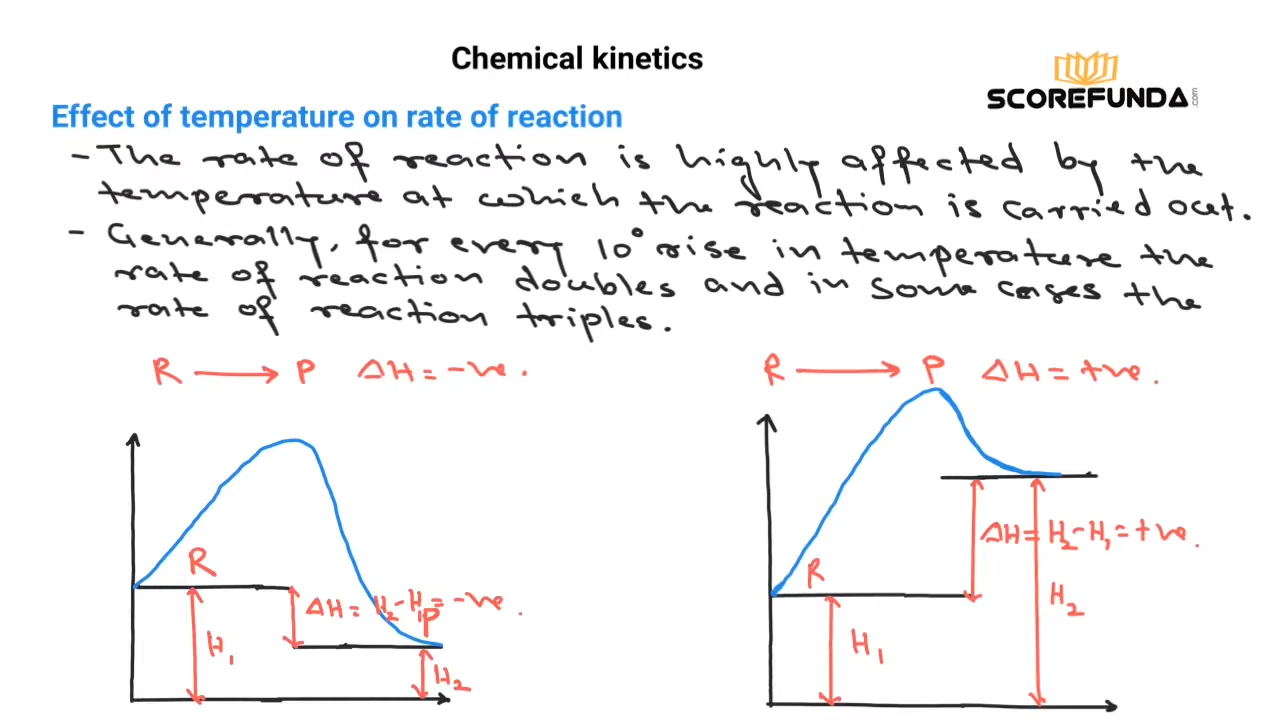 Chemical kinetics
SCOREFUNDA.com
Effect of temperature on rate of reaction
- The rate of reaction is highly affected by the
temperature at which the reaction is carried out.
- Generally, for every 10° rise in temperature the
rate of reaction doubles and in some cases the
rate of reaction triples.
R → P ΔH = -ve.
R
ΔH = H₂-H₁ = -ve.
P
H₁
H₂
R → P ΔH = +ve.
ΔH = H₂-H₁ = +ve.
R
H₂
H₁